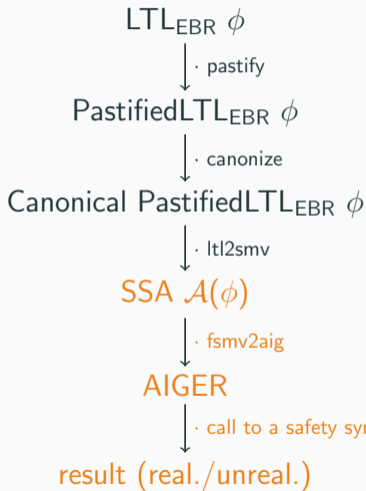 LTL_EBR ϕ
· pastify
PastifiedLTL_EBR ϕ
· canonize
Canonical PastifiedLTL_EBR ϕ
· ltl2smv
SSA 𝒜(ϕ)
· fsmv2aig
AIGER
· call to a safety
result (real./unreal.)